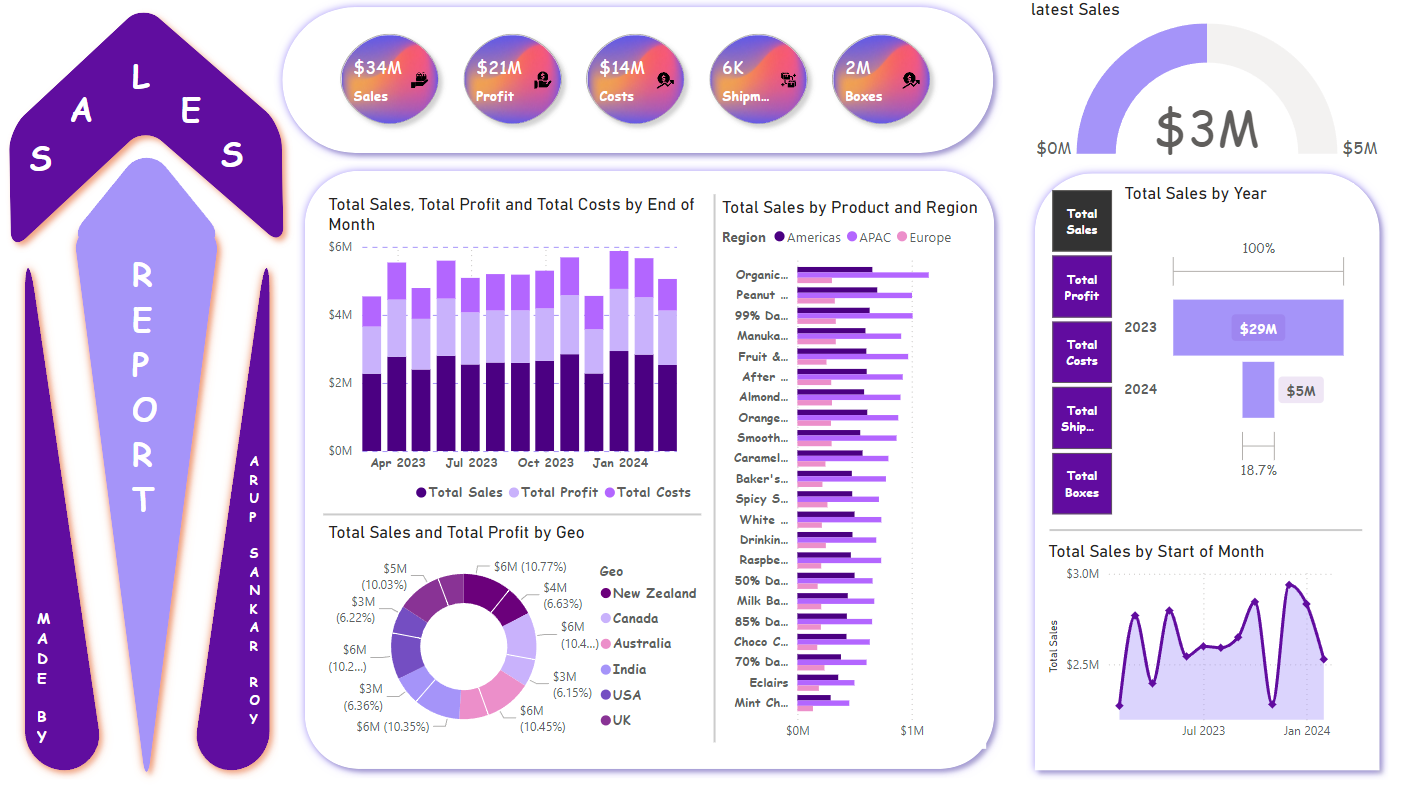 SALES
REPORT
MADE BY
ARUP SANKAR ROY
$34M
Sales
$21M
Profit
$14M
Costs
6K
Shipm...
2M
Boxes
latest Sales
$3M
$0M
$5M
Total Sales, Total Profit and Total Costs by End of
Month
$6M
$4M
$2M
$0M
Apr 2023 Jul 2023 Oct 2023 Jan 2024
Total Sales Total Profit Total Costs
Total Sales and Total Profit by Geo
$6M (10.77%)
$4M
(6.63%)
$6M
(10.4...)
$3M
(6.15%)
$6M
(10.45%)
$6M (10.35%)
$3M
(6.36%)
$6M
(10.2...)
$3M
(6.22%)
$5M
(10.03%)
Geo
New Zealand
Canada
Australia
India
USA
UK
Total Sales by Product and Region
Region Americas APAC Europe
Organic...
Peanut ...
99% Da...
Manuka...
Fruit &...
After ...
Almond...
Orange...
Smooth...
Caramel...
Baker's...
Spicy S...
White ...
Drinkin...
Raspbe...
50% Da...
Milk Ba...
85% Da...
Choco C...
70% Da...
Eclairs
Mint Ch...
$0M $1M
Total
Sales
Total
Profit
Total
Costs
Total
Ship...
Total
Boxes
Total Sales by Year
100%
2023
$29M
2024
$5M
18.7%
Total Sales by Start of Month
Total Sales
$3.0M
$2.5M
Jul 2023 Jan 2024